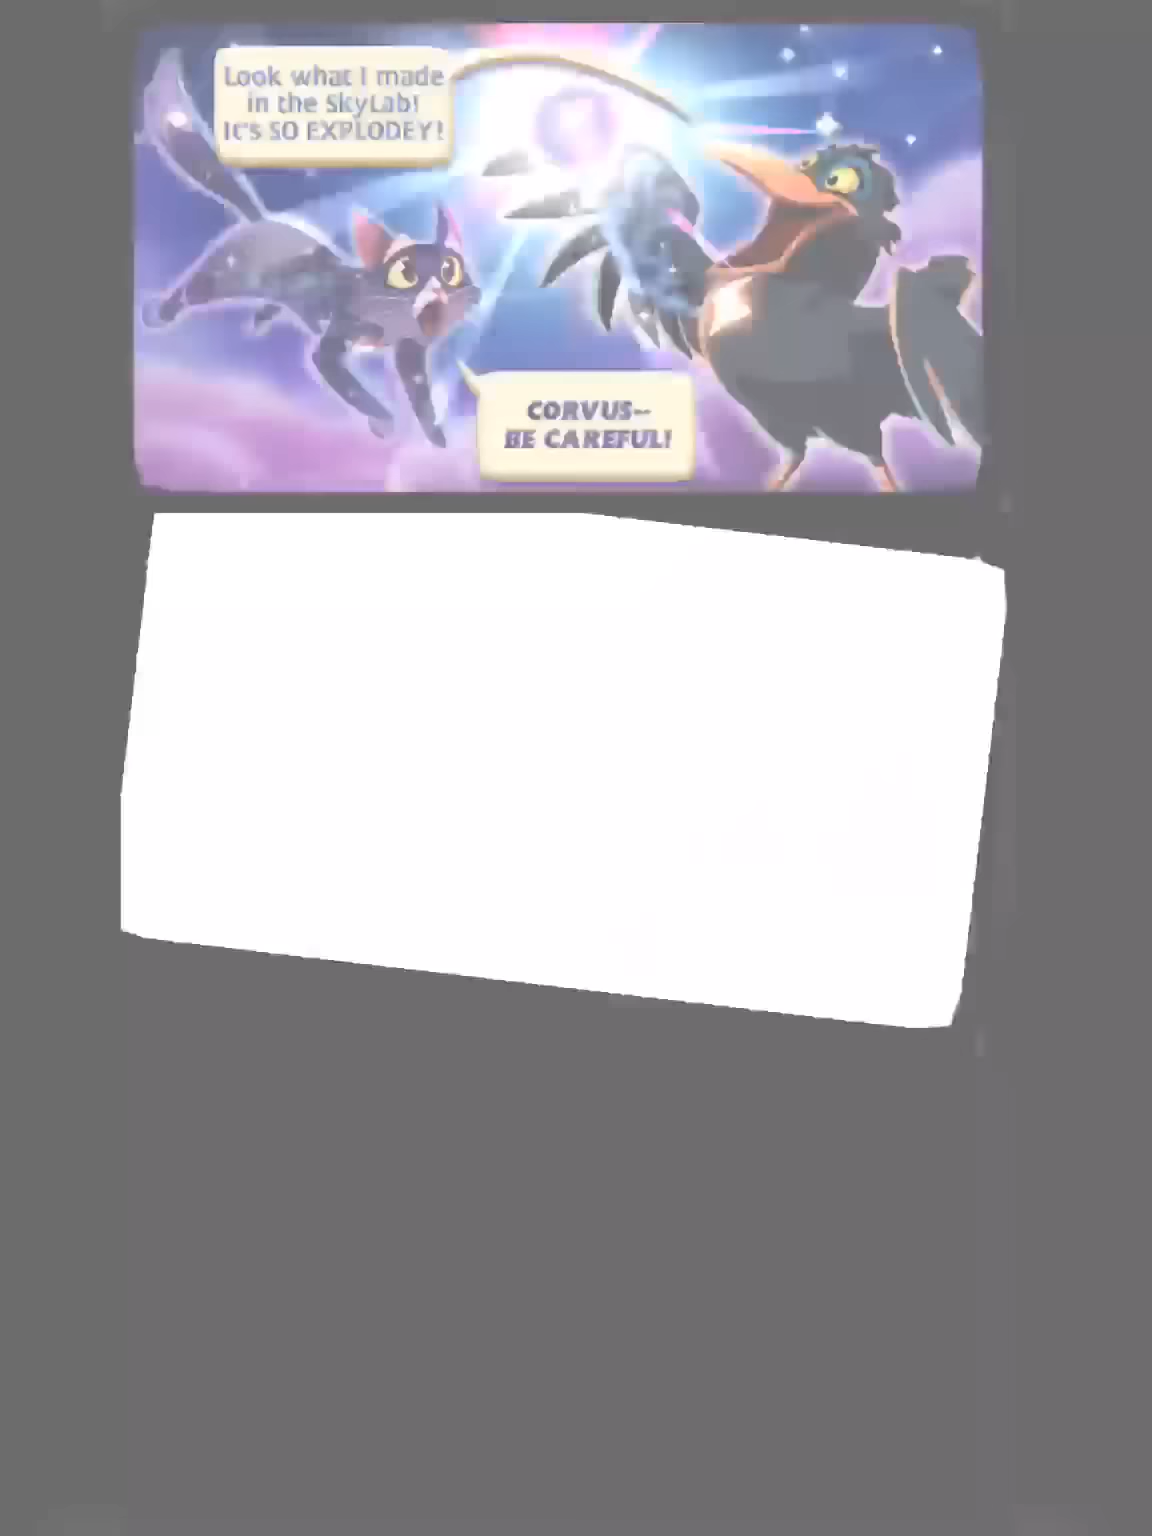 Look what I made
in the SkyLab!
It's SO EXPLODEY!
CORVUS--
BE CAREFUL!